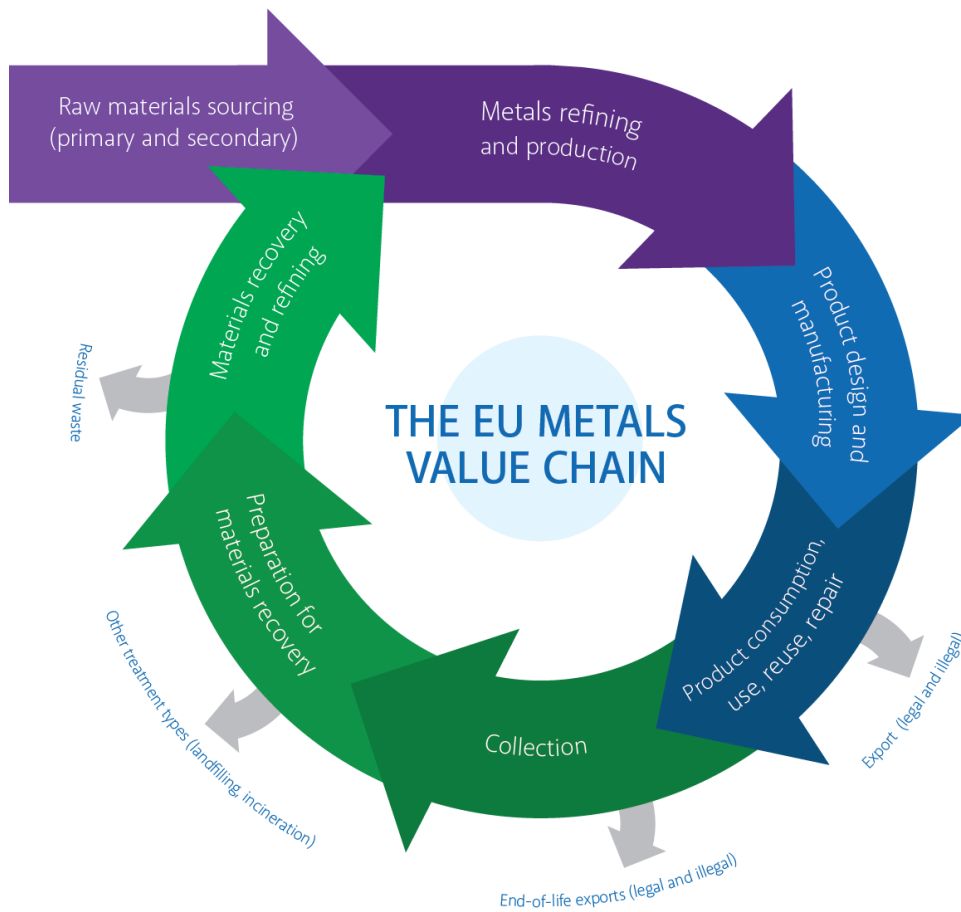 Raw materials sourcing
(primary and secondary)
Metals refining
and production
Product design and
manufacturing
Product consumption,
use, reuse, repair
Export (legal and illegal)
Collection
End-of-life exports (legal and illegal)
Preparation for
materials recovery
Other treatment types (landfilling, incineration)
Materials recovery
and refining
Residual waste
THE EU METALS
VALUE CHAIN